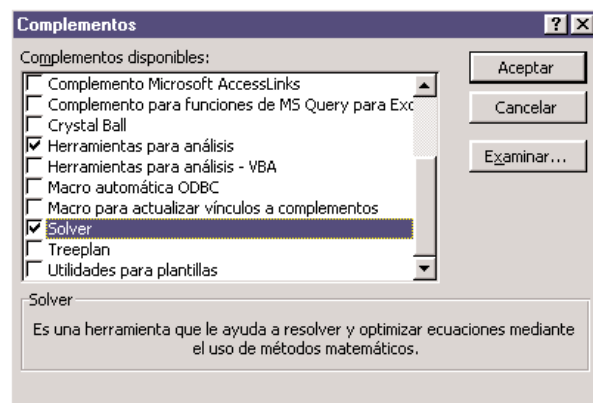 Complementos
Complementos disponibles:
Complemento Microsoft AccessLinks
Complemento para funciones de MS Query para Exc
Crystal Ball
Herramientas para análisis
Herramientas para análisis - VBA
Macro automática ODBC
Macro para actualizar vínculos a complementos
Solver
Treeplan
Utilidades para plantillas
Aceptar
Cancelar
Examinar...
Solver
Es una herramienta que le ayuda a resolver y optimizar ecuaciones mediante
el uso de métodos matemáticos.